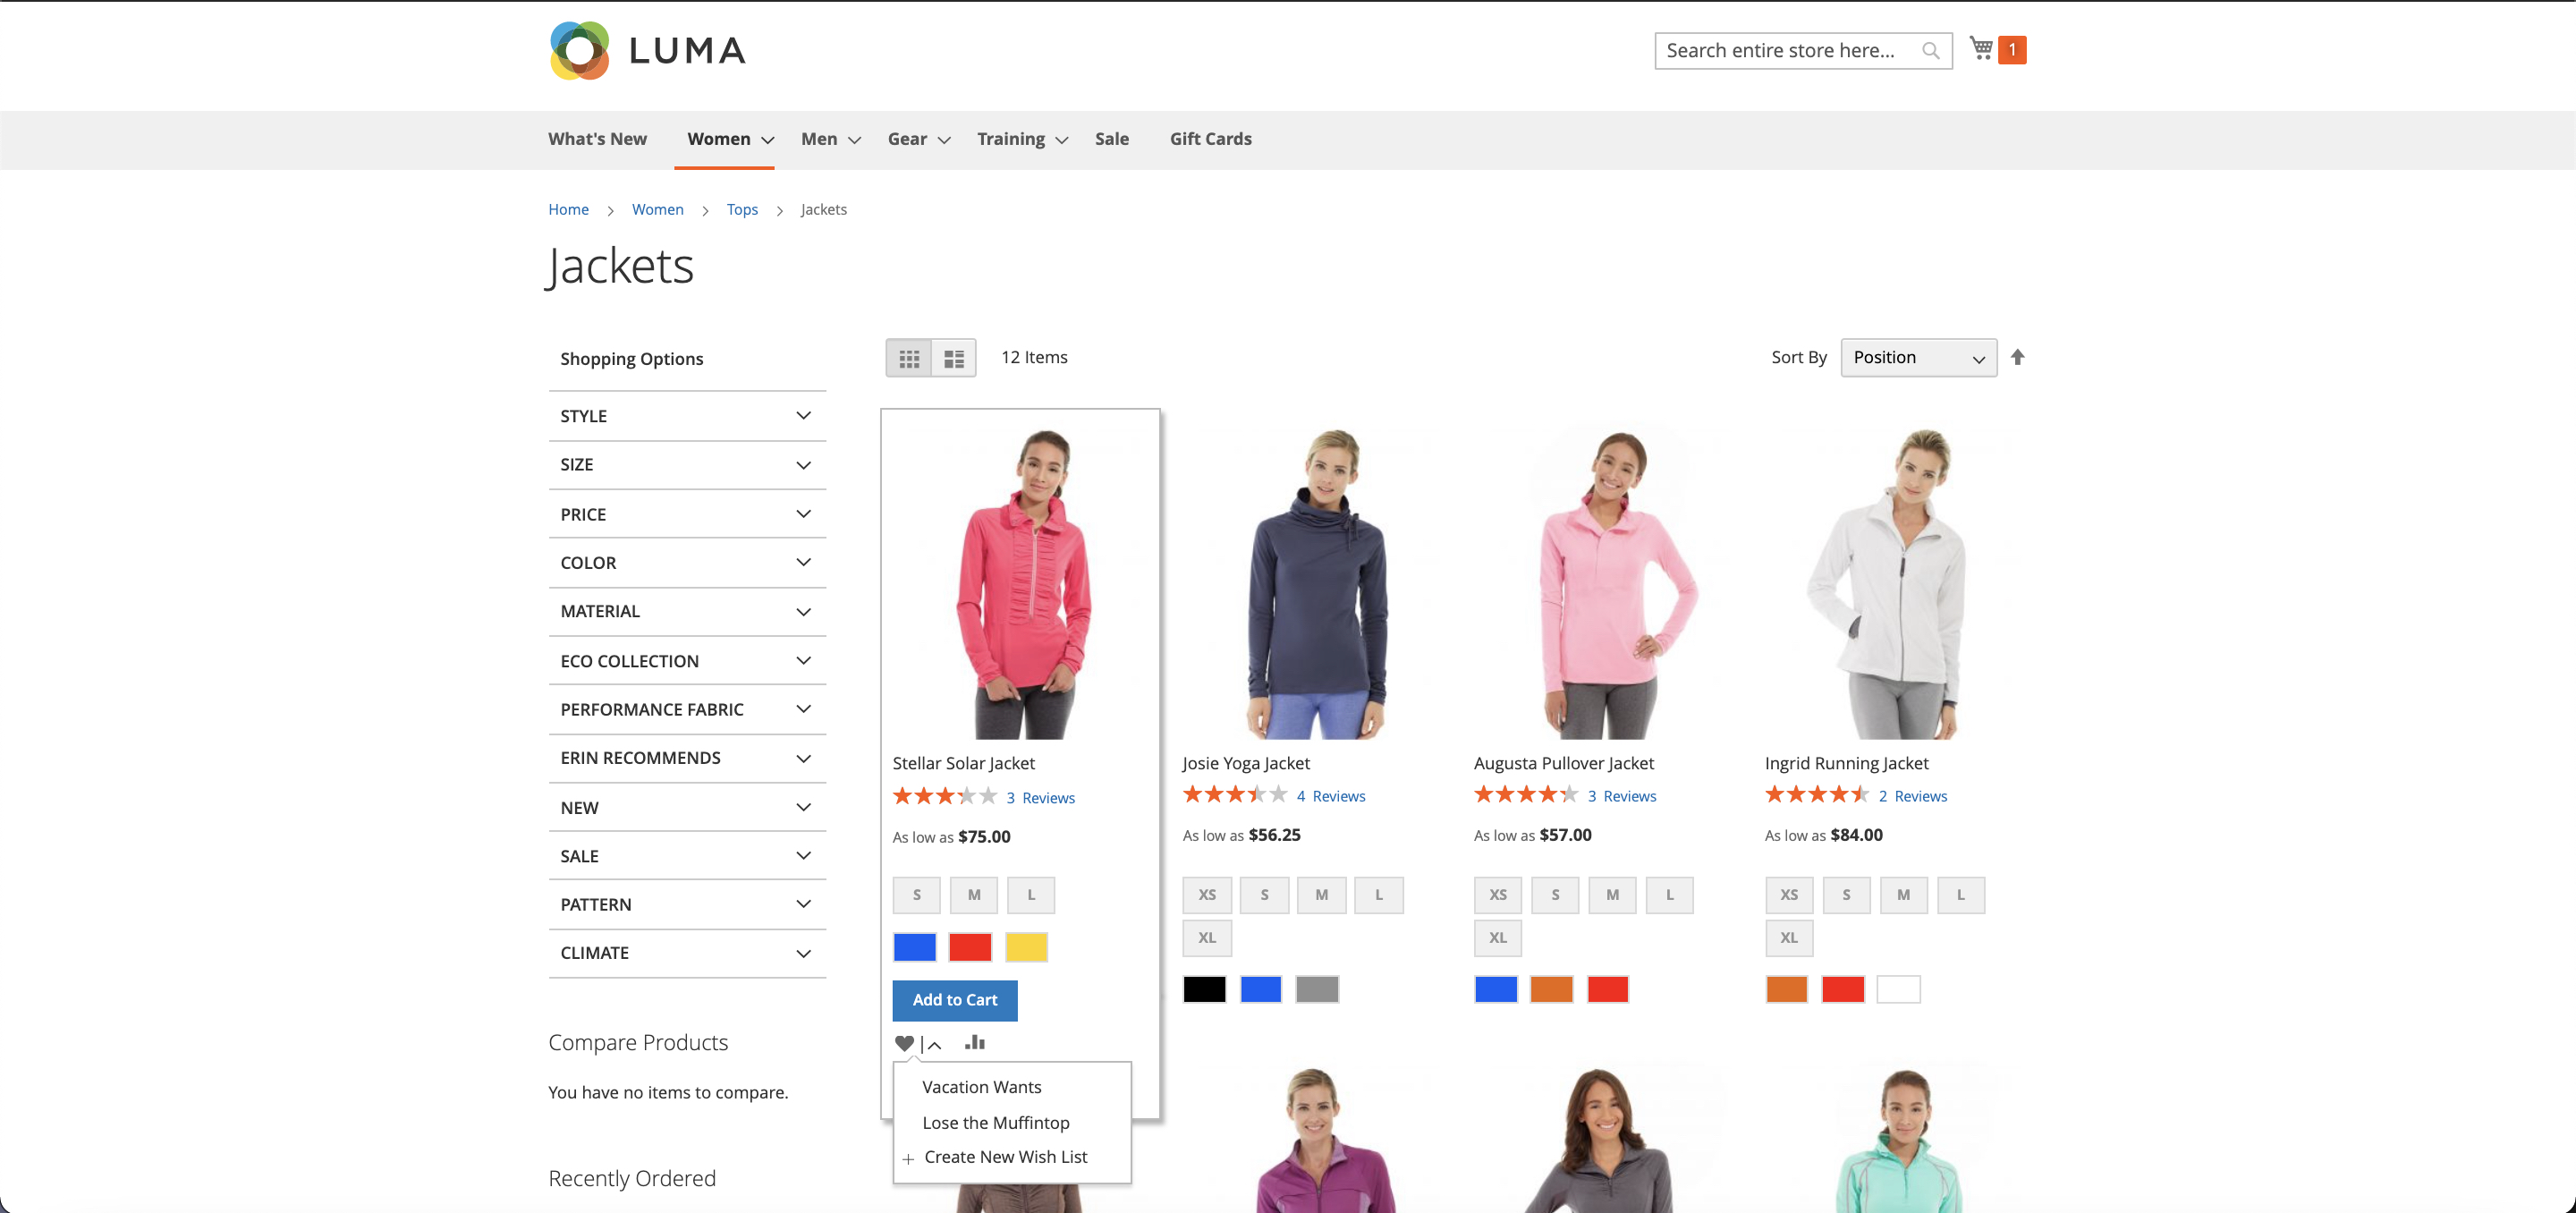 LUMA
Search entire store here...
1
What's New Women Men Gear Training Sale Gift Cards
Home > Women > Tops > Jackets
Jackets
Shopping Options
12 Items
Sort By Position
STYLE
SIZE
PRICE
COLOR
MATERIAL
ECO COLLECTION
PERFORMANCE FABRIC
ERIN RECOMMENDS
NEW
SALE
PATTERN
CLIMATE
Compare Products
You have no items to compare.
Recently Ordered
Stellar Solar Jacket
3 Reviews
As low as $75.00
S M L
Add to Cart
Vacation Wants
Lose the Muffintop
+ Create New Wish List
Josie Yoga Jacket
4 Reviews
As low as $56.25
XS S M L
XL
Augusta Pullover Jacket
3 Reviews
As low as $57.00
XS S M L
XL
Ingrid Running Jacket
2 Reviews
As low as $84.00
XS S M L
XL